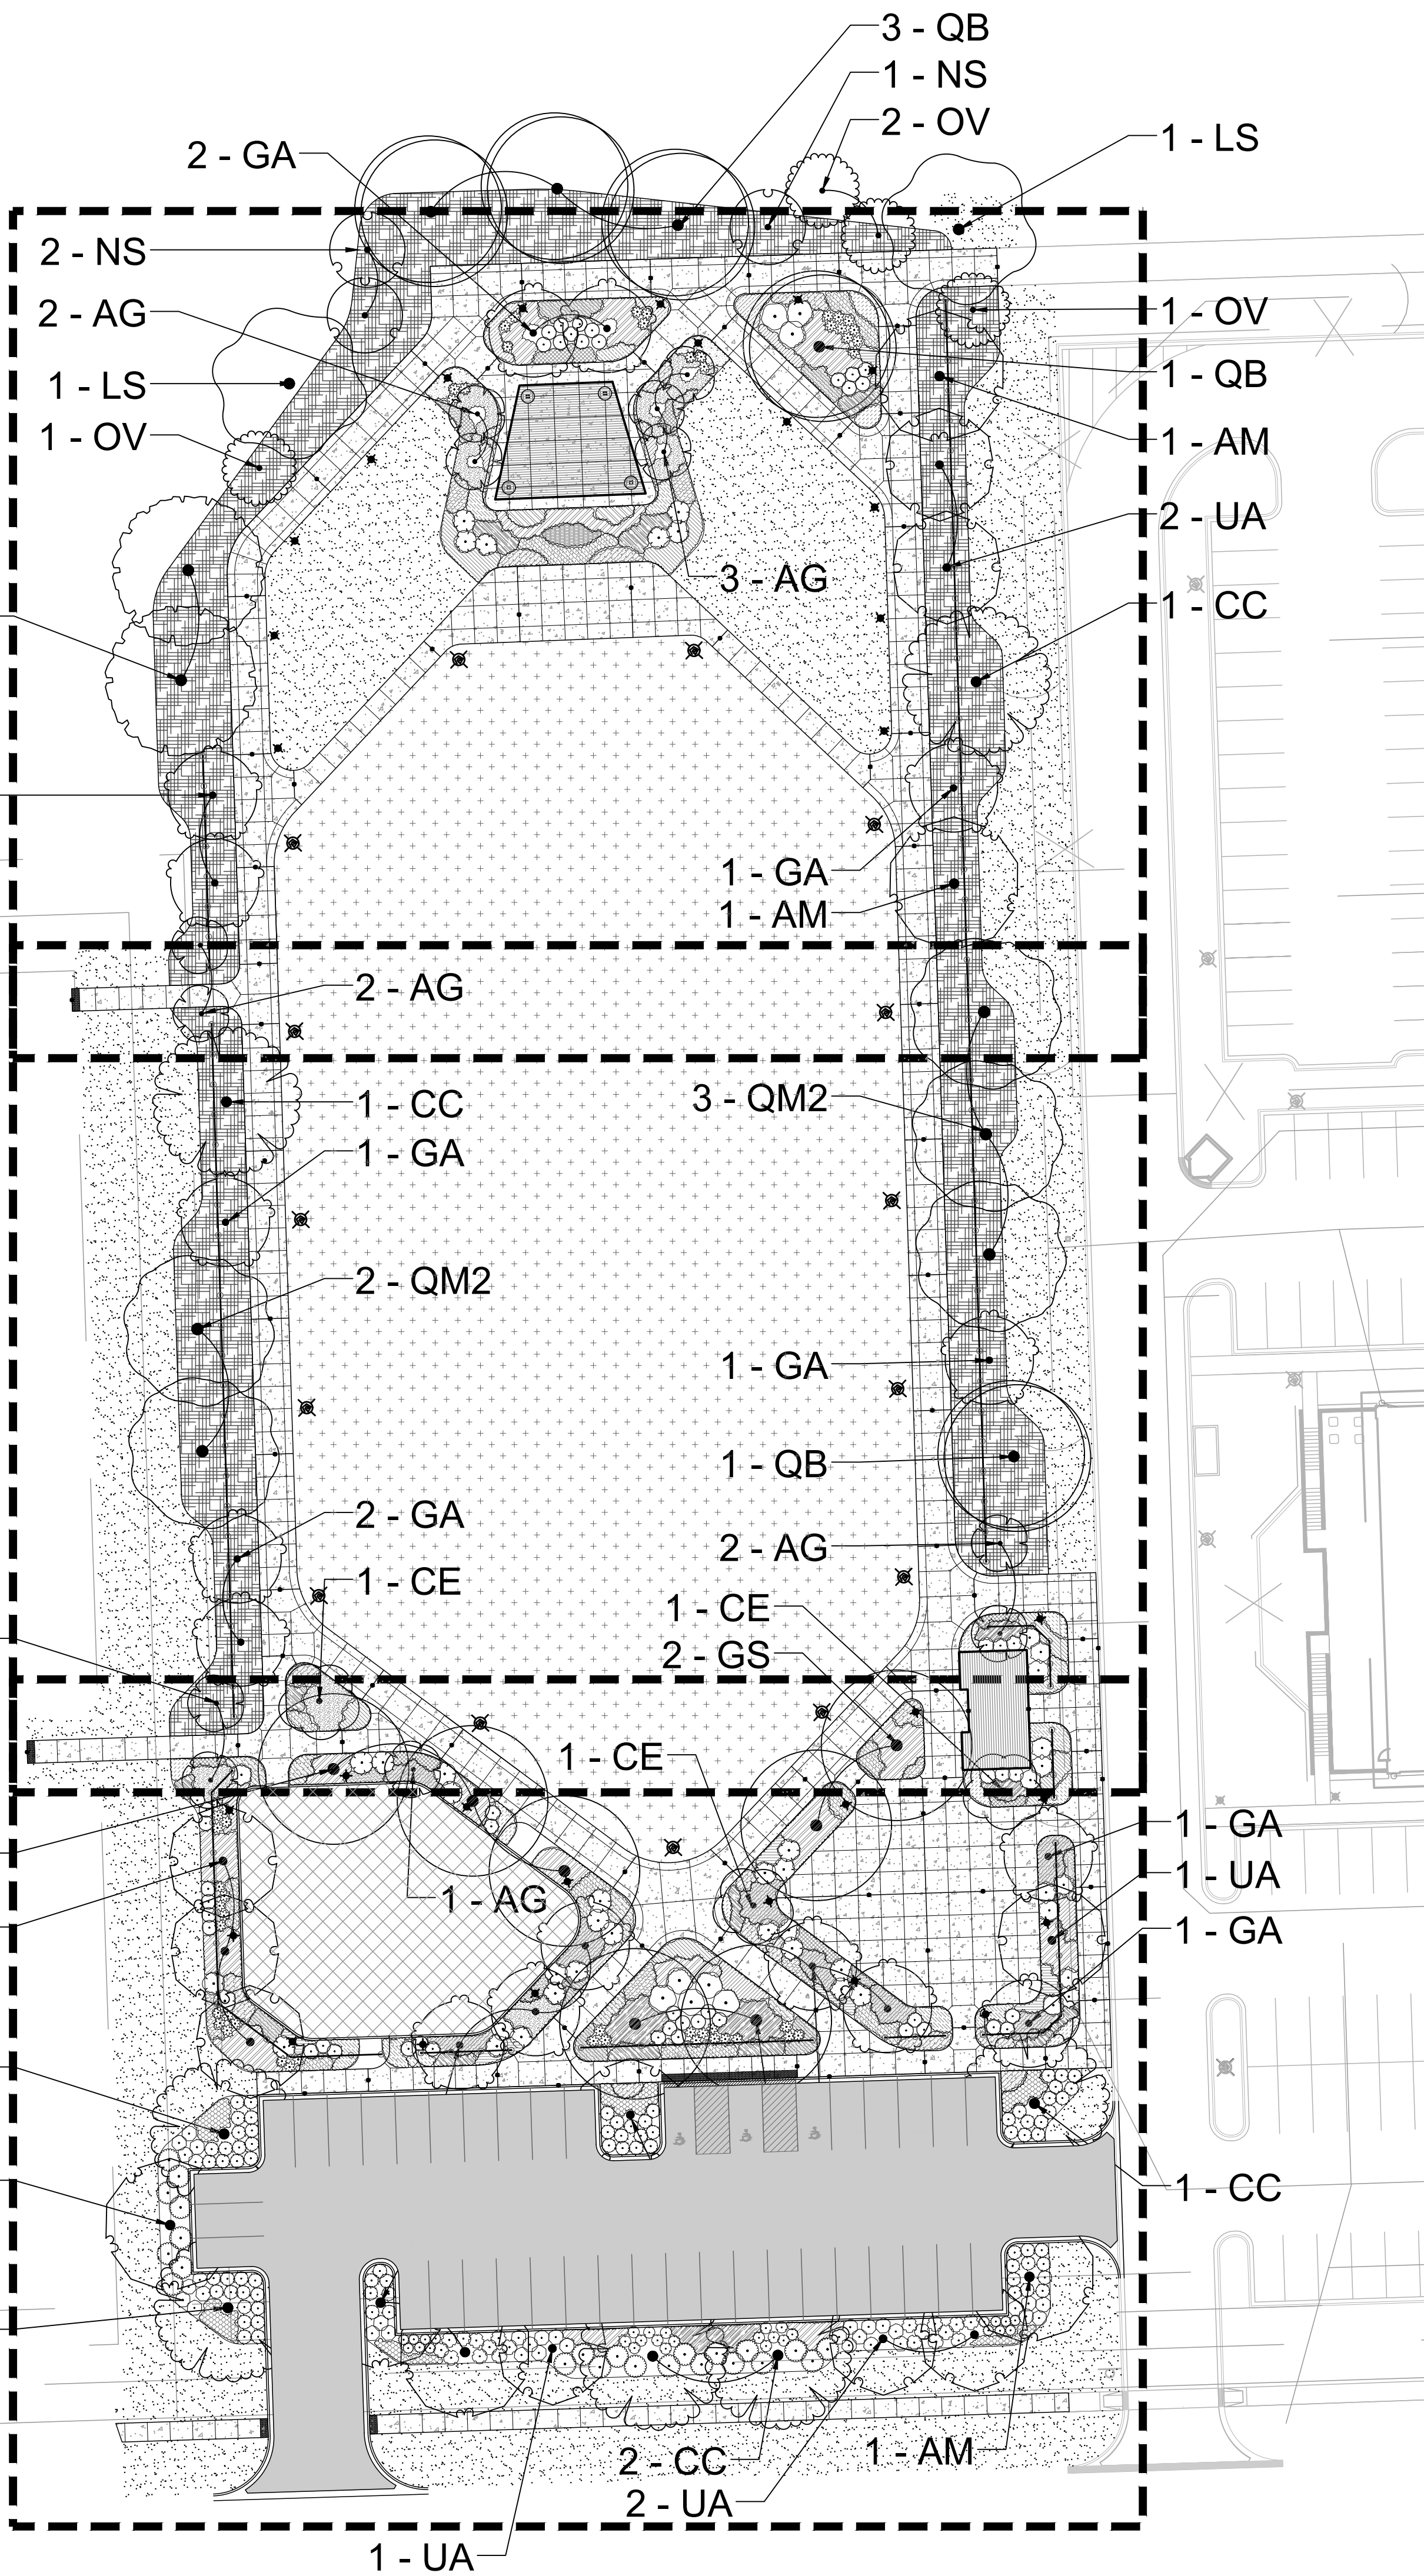 3 - QB
1 - NS
2 - OV
1 - LS
2 - GA
2 - NS
2 - AG
1 - OV
1 - LS
1 - QB
1 - OV
1 - AM
2 - UA
3 - AG
1 - CC
1 - GA
1 - AM
2 - AG
1 - CC
3 - QM2
1 - GA
2 - QM2
1 - GA
1 - QB
2 - GA
2 - AG
1 - CE
1 - CE
2 - GS
1 - CE
1 - GA
1 - UA
1 - AG
1 - GA
1 - CC
1 - AM
2 - CC
2 - UA
1 - UA